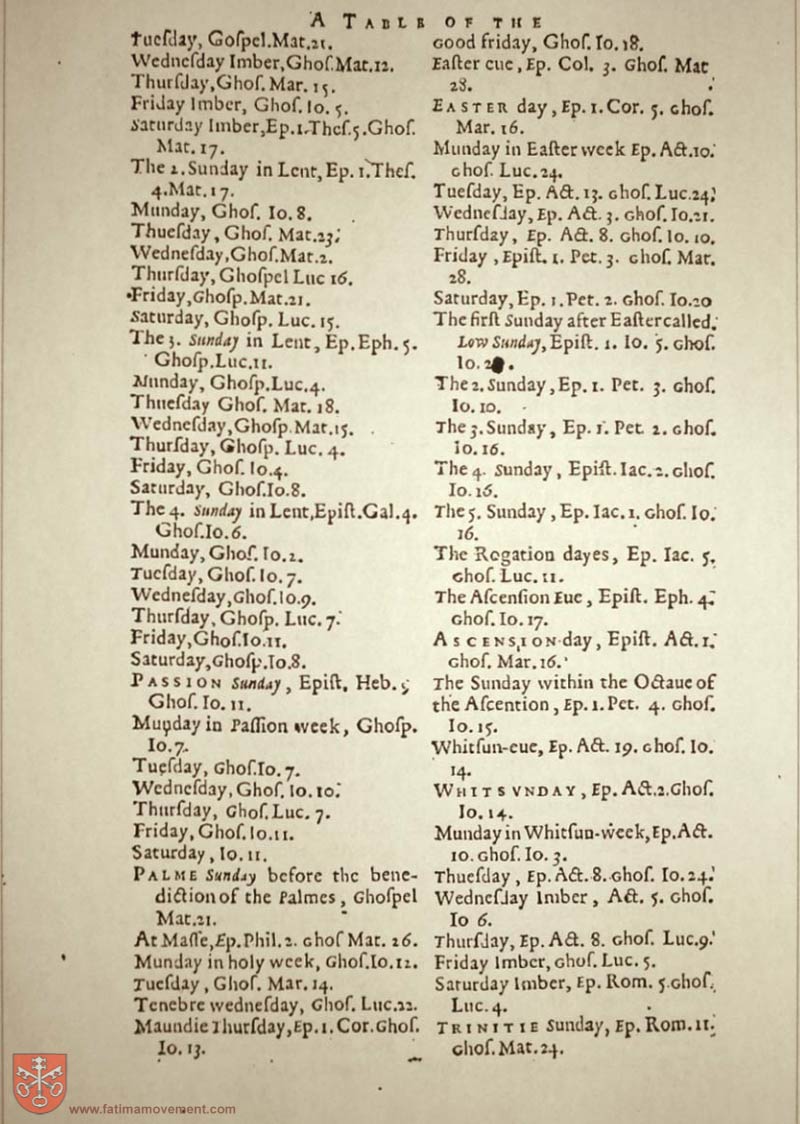 A TABLE OF THE
Tueſday, Goſpel.Mat.21.
Wedneſday Imber,Ghoſ.Mat.12.
Thurſday,Ghoſ. Mar. 15.
Friday Imber, Ghoſ. Io. 5.
Saturday Imber,Ep.1.Theſ.5.Ghoſ.
Mat. 17.
The 2. Sunday in Lent, Ep. 1.Theſ.
4.Mat.17.
Munday, Ghoſ. Io. 8.
Thueſday, Ghoſ. Mat.23.
Wedneſday,Ghoſ.Mat.2.
Thurſday, Ghoſpel Luc 16.
Friday,Ghoſp.Mat.21.
Saturday, Ghoſp. Luc. 15.
The 3. Sunday in Lent, Ep.Eph. 5.
Ghoſp.Luc.11.
Munday, Ghoſp.Luc.4.
Thueſday Ghoſ. Mat. 18.
Wedneſday,Ghoſp.Mat.15.
Thurſday, Ghoſp. Luc. 4.
Friday, Ghoſ. Io.4.
Saturday, Ghoſ.Io.8.
The 4. Sunday in Lent,Epiſt.Gal.4.
Ghoſ.Io.6.
Munday, Ghoſ. Io.2.
Tueſday, Ghoſ. Io. 7.
Wedneſday,Ghoſ.Io.9.
Thurſday, Ghoſp. Luc. 7.
Friday,Ghoſ.Io.11.
Saturday,Ghoſp.Io.8.
PASSION Sunday, Epiſt. Heb. 9
Ghoſ. Io. 11.
Munday in Paſſion week, Ghoſp.
Io.7.
Tueſday, Ghoſ.Io. 7.
Wedneſday,Ghoſ. Io. 10.
Thurſday, Ghoſ.Luc. 7.
Friday, Ghoſ. Io.11.
Saturday, Io. 11.
PALME Sunday before the bene-
diction of the Palmes, Ghoſpel
Mat.21.
At Maſſe,Ep.Phil.2. Ghoſ Mat. 26.
Munday in holy week, Ghoſ.Io.12.
Tueſday, Ghoſ. Mar. 14.
Tenebre wedneſday, Ghoſ. Luc.22.
Maundie Thurſday,Ep.1.Cor.Ghoſ.
Io. 13.
Good friday, Ghoſ. Io. 18.
Eaſter eue, Ep. Col. 3. Ghoſ. Mat
28.
EASTER day, Ep.1.Cor. 5. Ghoſ.
Mar. 16.
Munday in Eaſter week Ep. Act.10.
Ghoſ. Luc.24.
Tueſday, Ep. Act. 13. Ghoſ. Luc.24.
Wedneſday, Ep. Act. 3. Ghoſ. Io.21.
Thurſday, Ep. Act. 8. Ghoſ. Io. 10.
Friday, Epiſt. 1. Pet. 3. Ghoſ. Mat.
28.
Saturday, Ep. 1.Pet. 2. Ghoſ. Io.20
The firſt Sunday after Eaſter called.
Low Sunday, Epiſt. 1. Io. 5. Ghoſ.
Io.
The 2. Sunday, Ep. 1. Pet. 3. Ghoſ.
Io. 10.
The 3. Sunday, Ep. 1. Pet. 2. Ghoſ.
Io. 16.
The 4. Sunday, Epiſt. Iac. 2. Ghoſ.
Io. 16.
The 5. Sunday, Ep. Iac. 1. Ghoſ. Io.
16.
The Rogation dayes, Ep. Iac. 5.
Ghoſ. Luc. 11.
The Aſcenſion Eue, Epiſt. Eph. 4.
Ghoſ. Io. 17.
ASCENSION day, Epiſt. Act. 1.
Ghoſ. Mar. 16.
The Sunday within the Octaue of
the Aſcention, Ep.1.Pet. 4. Ghoſ.
Io. 15.
Whitſun-eue, Ep. Act. 19. Ghoſ. Io.
14.
WHITSVNDAY, Ep. Act.2.Ghoſ.
Io. 14.
Munday in Whitſun-week,Ep.Act.
10. Ghoſ. Io. 3.
Thueſday, Ep. Act. 8. Ghoſ. Io.24.
Wedneſday Imber, Act. 5. Ghoſ.
Io 6.
Thurſday, Ep. Act. 8. Ghoſ. Luc.9.
Friday Imber, Ghoſ. Luc. 5.
Saturday Imber, Ep. Rom. 5.Ghoſ.
Luc.4.
TRINITIE Sunday, Ep. Rom. 11.
Ghoſ. Mat.24.
www.fatimamovement.com